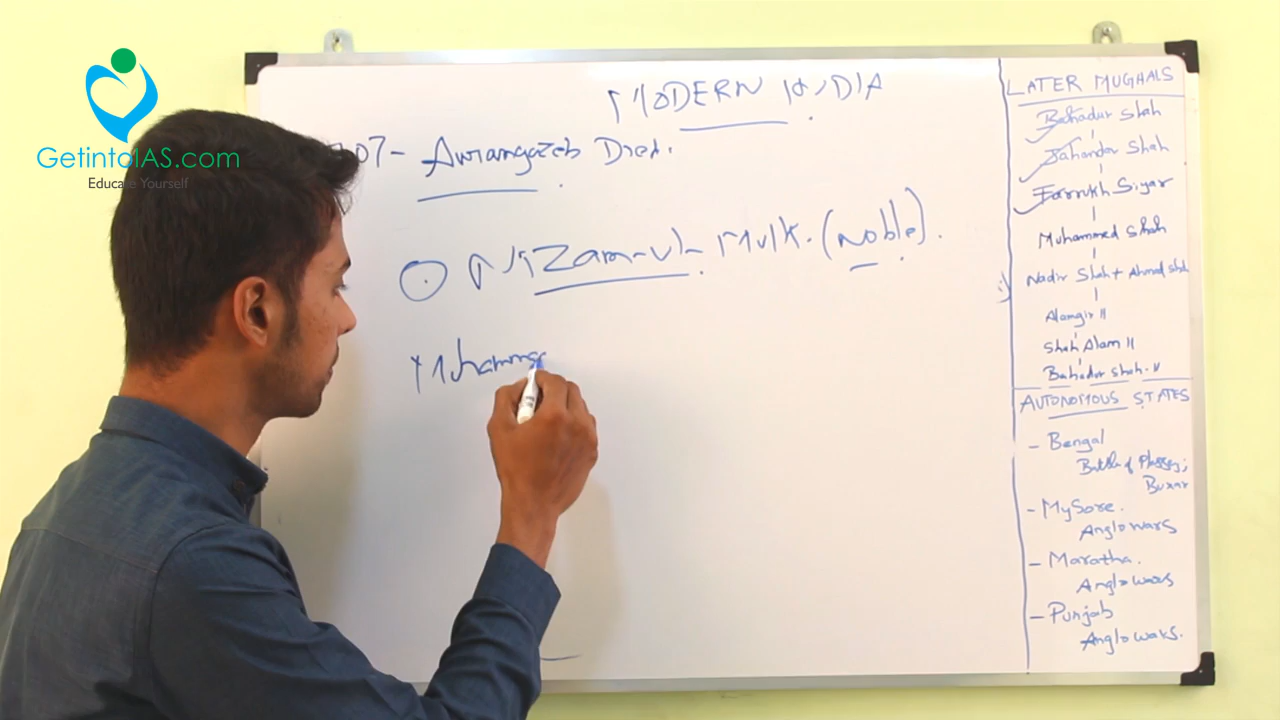 GetintoIAS.com
Educate Yourself
MODERN INDIA
07- Aurangazeb Died.
Nizam-ul-Mulk. (Noble).
Muhamme
LATER MUGHALS
Bahadur Shah
Jahandar Shah
Farrukh Siyar
Muhammed Shah
Nadir Shah + Ahmad Shah
Alamgir II
Shah Alam II
Bahadur Shah-II
AUTONOMOUS STATES
- Bengal
Battle of Plassey;
Buxar
- MySore.
Anglo wars
- Maratha.
Anglo wars
- Punjab
Anglo wars.